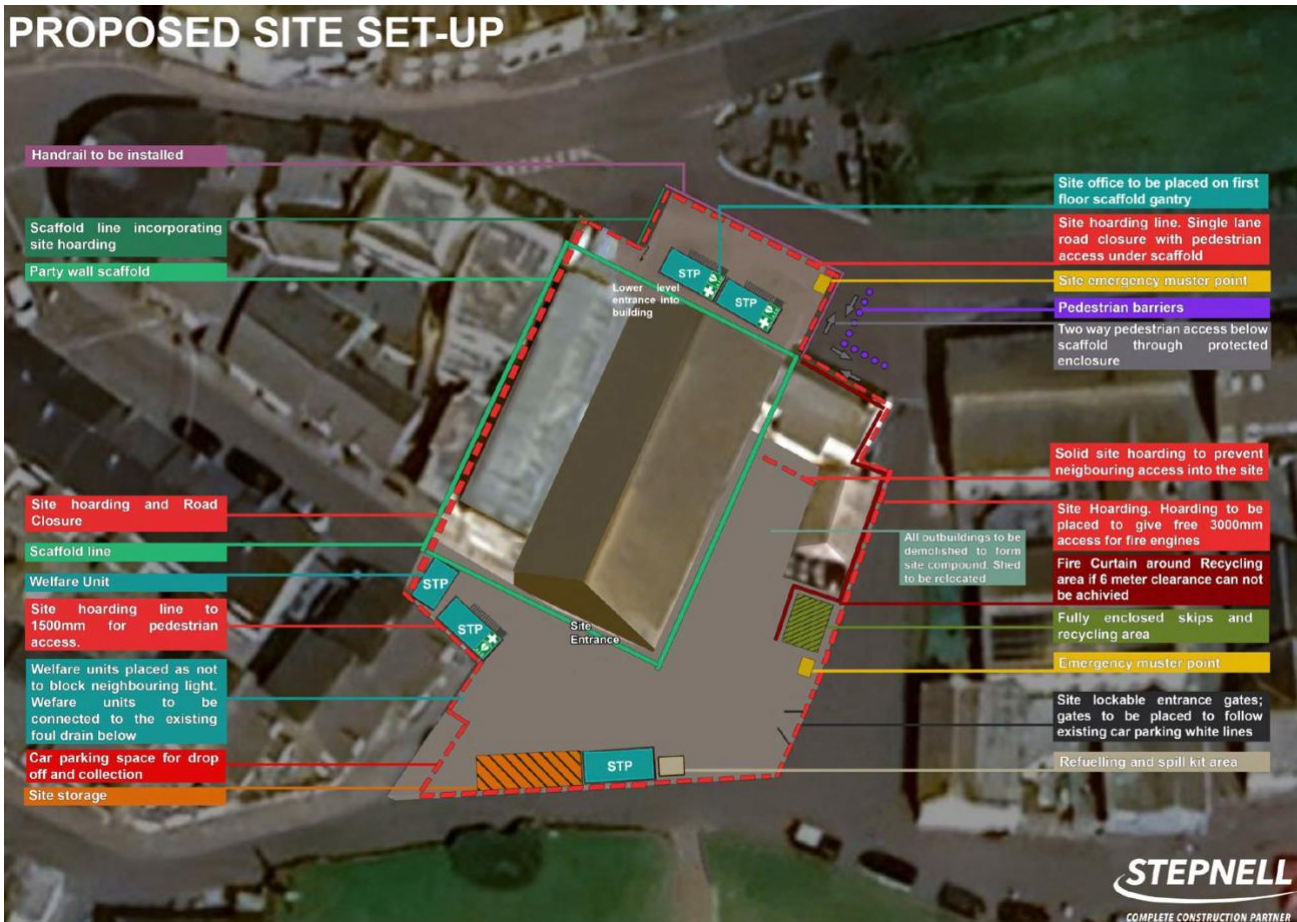 PROPOSED SITE SET-UP
Handrail to be installed
Scaffold line incorporating
site hoarding
Party wall scaffold
Site hoarding and Road
Closure
Scaffold line
Welfare Unit
Site hoarding line to
1500mm for pedestrian
access.
Welfare units placed as not
to block neighbouring light.
Wefare units to be
connected to the existing
foul drain below
Car parking space for drop
off and collection
Site storage
STP
STP
Lower level
entrance into
building
STP
STP
Site
Entrance
STP
All outbuildings to be
demolished to form
site compound. Shed
to be relocated
Site office to be placed on first
floor scaffold gantry
Site hoarding line. Single lane
road closure with pedestrian
access under scaffold
Site emergency muster point
Pedestrian barriers
Two way pedestrian access below
scaffold through protected
enclosure
Solid site hoarding to prevent
neigbouring access into the site
Site Hoarding. Hoarding to be
placed to give free 3000mm
access for fire engines
Fire Curtain around Recycling
area if 6 meter clearance can not
be achivied
Fully enclosed skips and
recycling area
Emergency muster point
Site lockable entrance gates;
gates to be placed to follow
existing car parking white lines
Refuelling and spill kit area
STEPNELL
COMPLETE CONSTRUCTION PARTNER